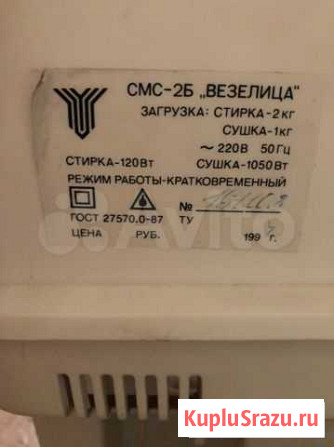 СМС-2Б „ВЕЗЕЛИЦА"
ЗАГРУЗКА: СТИРКА-2кг
СУШКА-1кг
~ 220В 50Гц
СТИРКА-120Вт СУШКА-1050Вт
РЕЖИМ РАБОТЫ-КРАТКОВРЕМЕННЫЙ
№
ГОСТ 27570.0-87 ТУ
ЦЕНА РУБ. 199 г.
Avito
KupluSrazu.ru